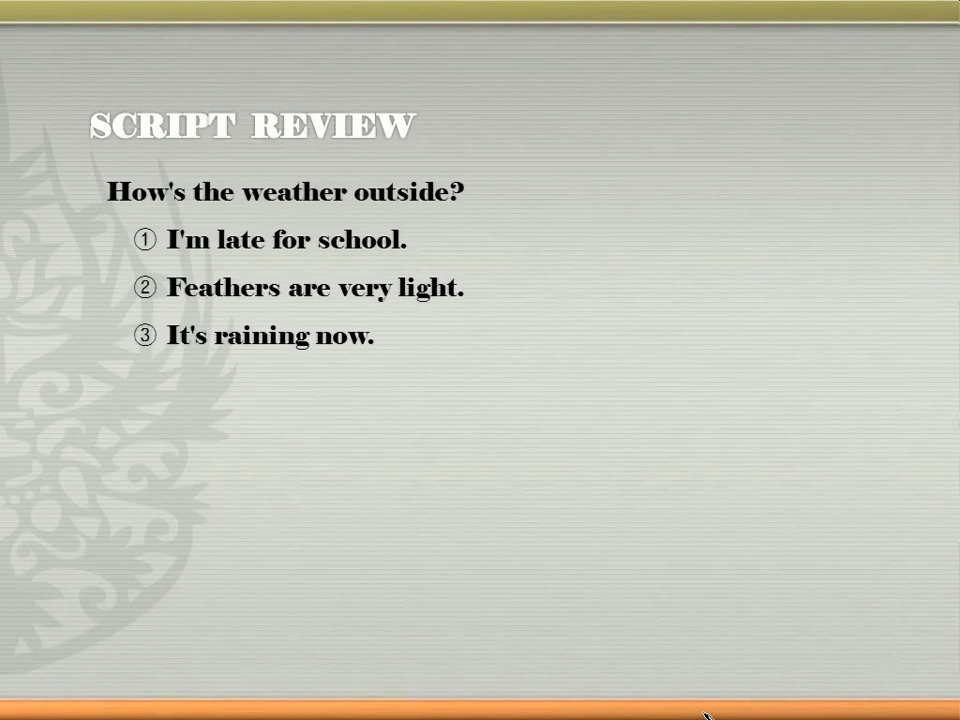 SCRIPT REVIEW
How's the weather outside?
① I'm late for school.
② Feathers are very light.
③ It's raining now.